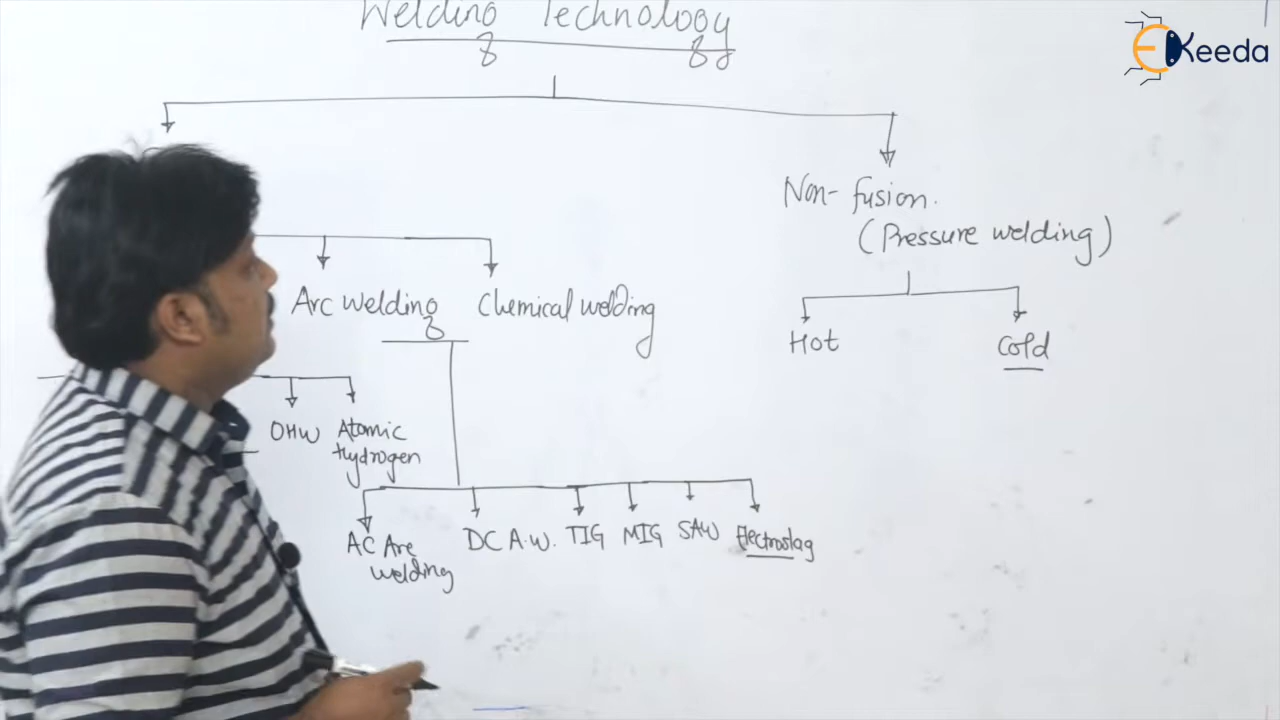 Welding Technology
EKeeda
Non-fusion.
(Pressure welding)
Arc welding
Chemical welding
Hot
Cold
OHW
Atomic
Hydrogen
AC Arc
welding
DC A.W.
TIG
MIG
SAW
Electroslag